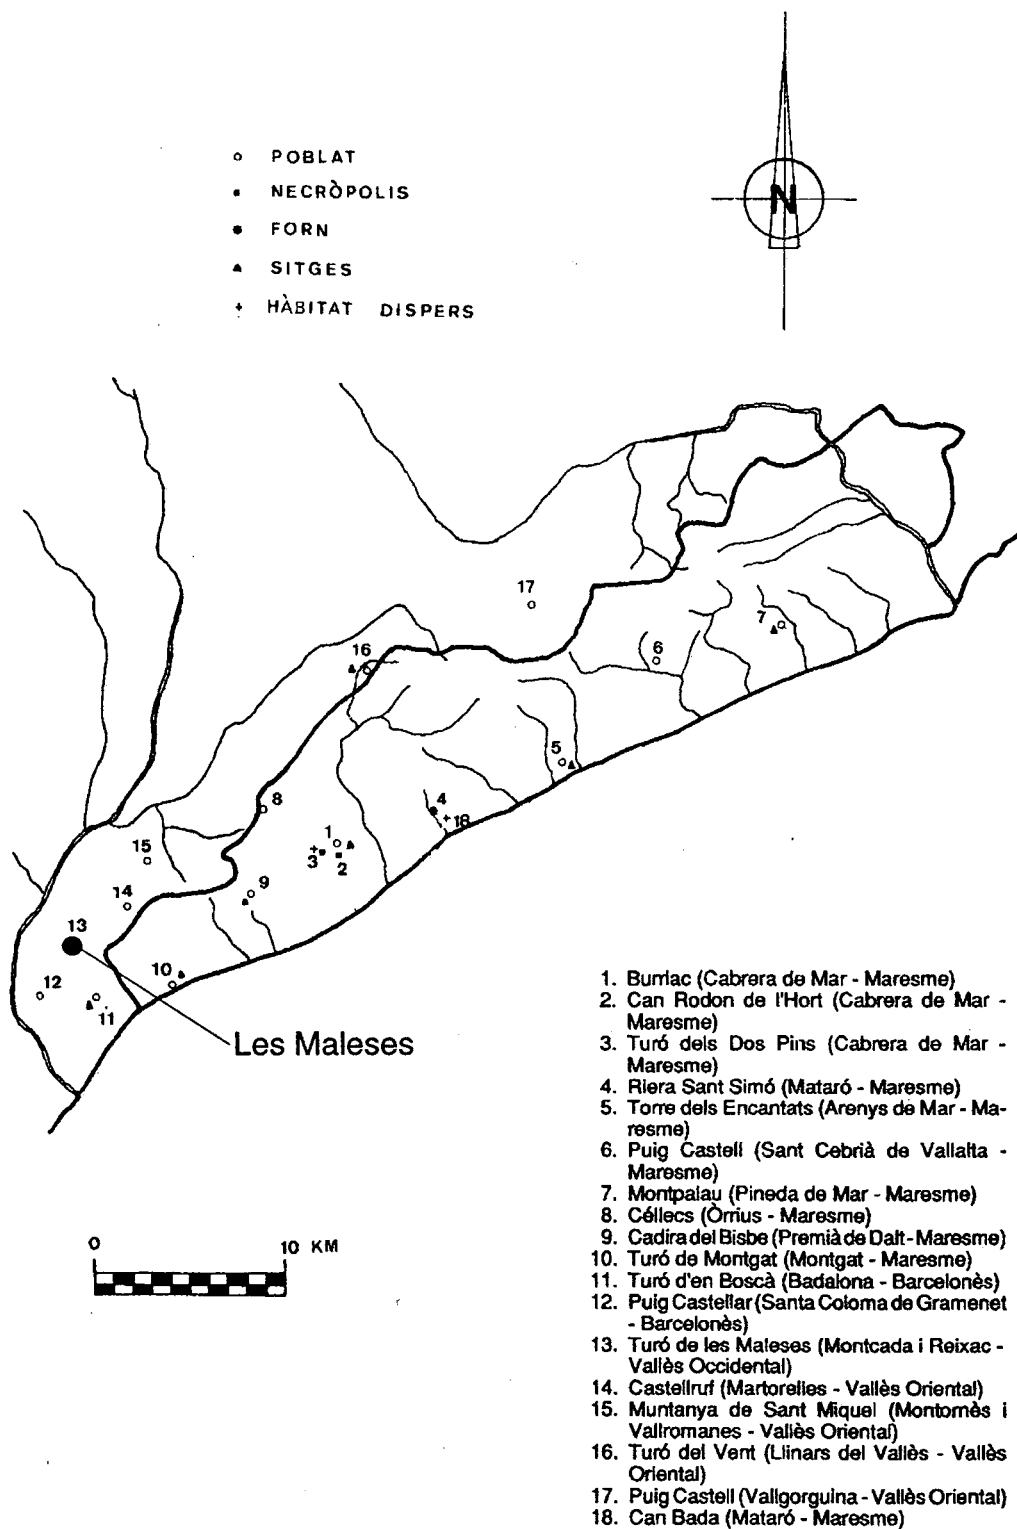 POBLAT
NECRÒPOLIS
FORN
SITGES
HÀBITAT DISPERS
N
17
7
6
16
5
8
4
18
1
3
2
15
9
14
13
10
12
11
Les Maleses
0 10 KM
1. Burriac (Cabrera de Mar - Maresme)
2. Can Rodon de l'Hort (Cabrera de Mar -
Maresme)
3. Turó dels Dos Pins (Cabrera de Mar -
Maresme)
4. Riera Sant Simó (Mataró - Maresme)
5. Torre dels Encantats (Arenys de Mar - Ma-
resme)
6. Puig Castell (Sant Cebrià de Vallalta -
Maresme)
7. Montpalau (Pineda de Mar - Maresme)
8. Céllecs (Òrrius - Maresme)
9. Cadira del Bisbe (Premià de Dalt - Maresme)
10. Turó de Montgat (Montgat - Maresme)
11. Turó d'en Boscà (Badalona - Barcelonès)
12. Puig Castellar (Santa Coloma de Gramenet
- Barcelonès)
13. Turó de les Maleses (Montcada i Reixac -
Vallès Occidental)
14. Castellruf (Martorelles - Vallès Oriental)
15. Muntanya de Sant Miquel (Montornès i
Vallromanes - Vallès Oriental)
16. Turó del Vent (Llinars del Vallès - Vallès
Oriental)
17. Puig Castell (Vallgorguina - Vallès Oriental)
18. Can Bada (Mataró - Maresme)